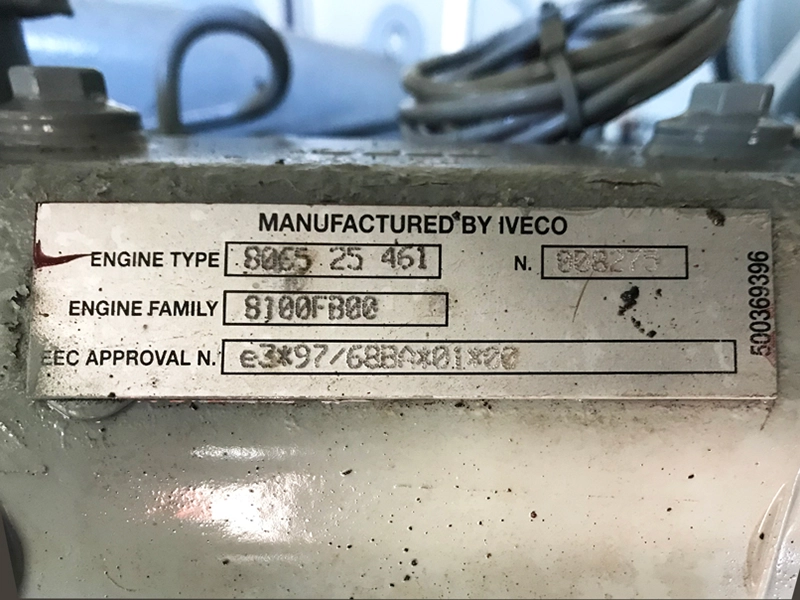 MANUFACTURED BY IVECO
ENGINE TYPE 8065 25 461 N. 008275
ENGINE FAMILY 8J00FB00
EEC APPROVAL N. e3*97/68BA*01*00
500369396